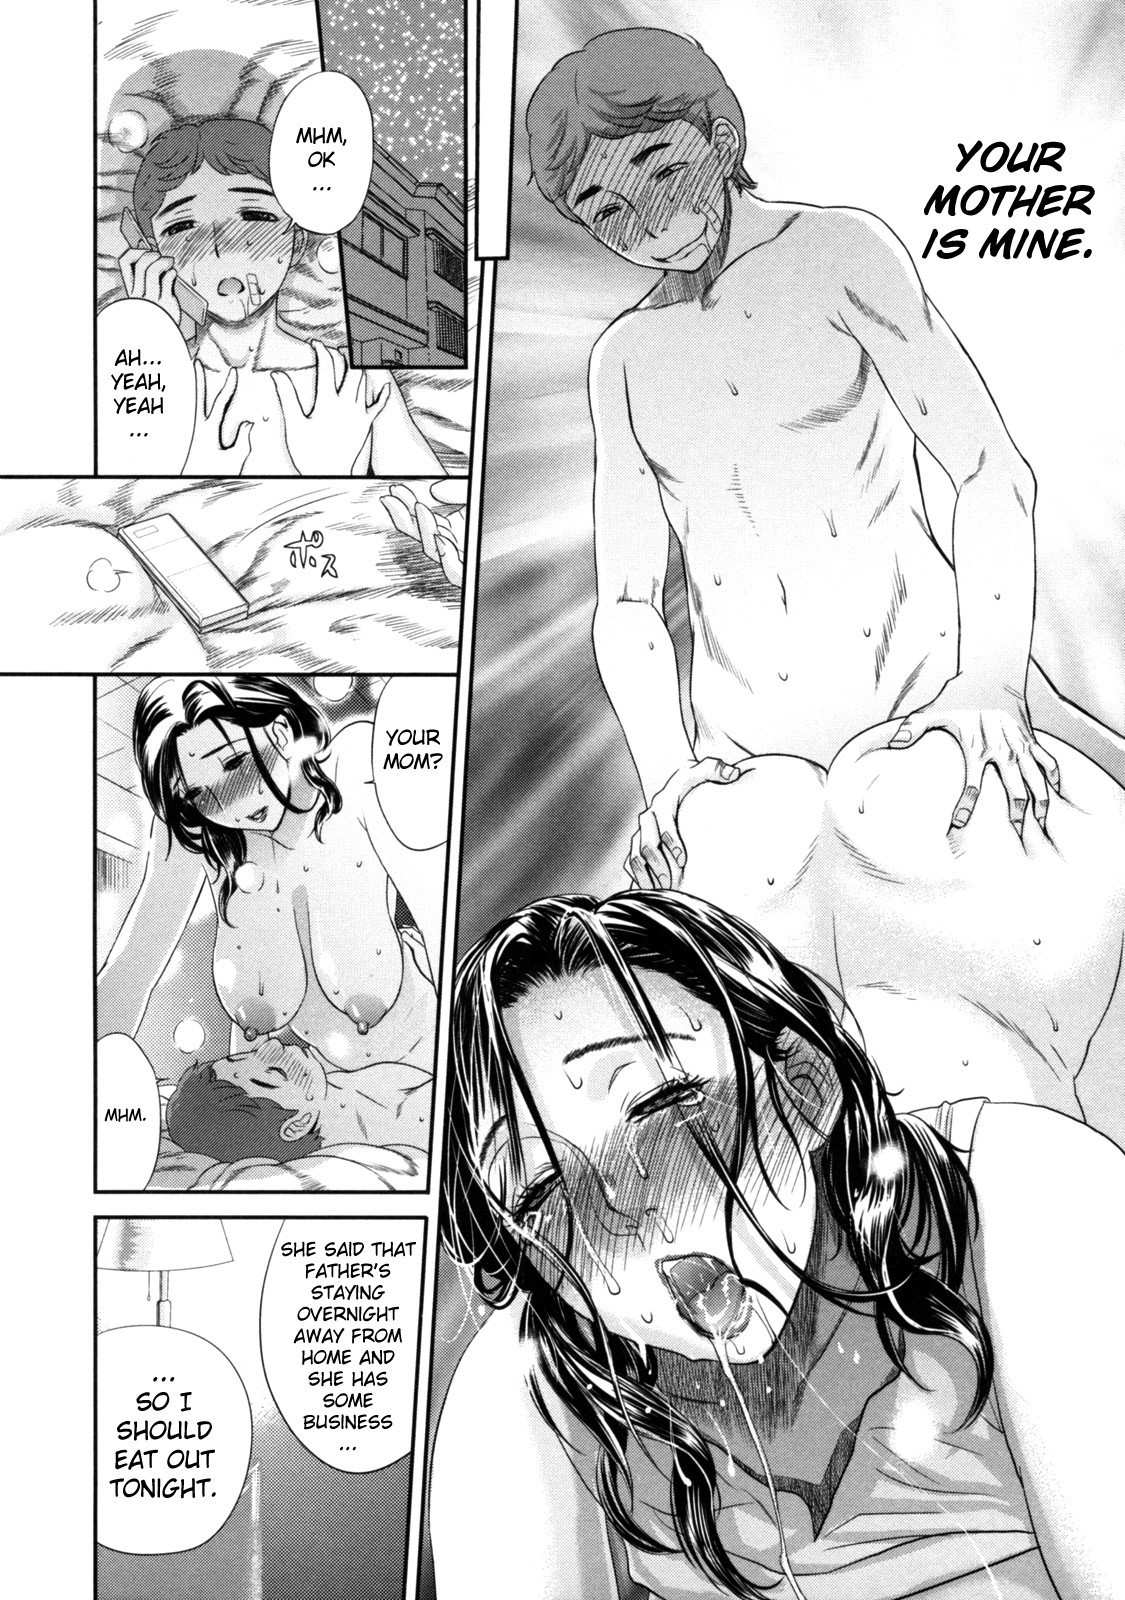 YOUR
MOTHER
IS MINE.
MHM,
OK
...
AH...
YEAH,
YEAH
...
ポス
YOUR
MOM?
MHM.
SHE SAID THAT
FATHER'S
STAYING
OVERNIGHT
AWAY FROM
HOME AND
SHE HAS
SOME
BUSINESS
...
...
SO I
SHOULD
EAT OUT
TONIGHT.